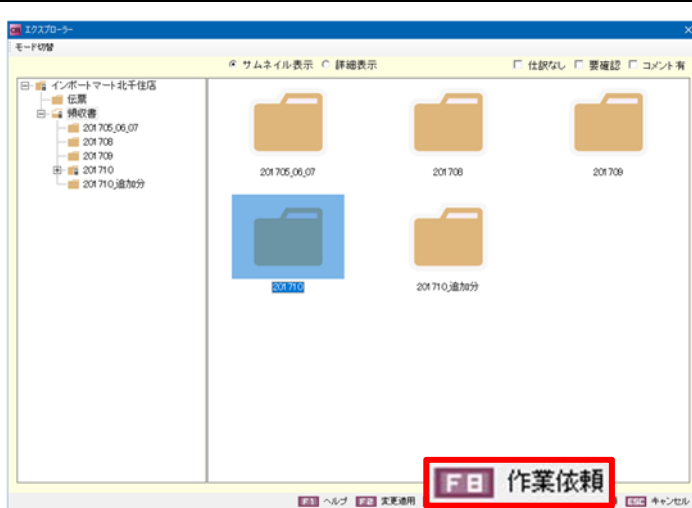 エクスプローラー
モード切替
サムネイル表示 詳細表示 仕訳なし 要確認 コメント有
インポートマート北千住店
伝票
領収書
201705_06_07
201708
201709
201710
201710_追加分
201705_06_07 201708 201709
201710 201710_追加分
F8 作業依頼
F1 ヘルプ F2 変更適用 ESC キャンセル